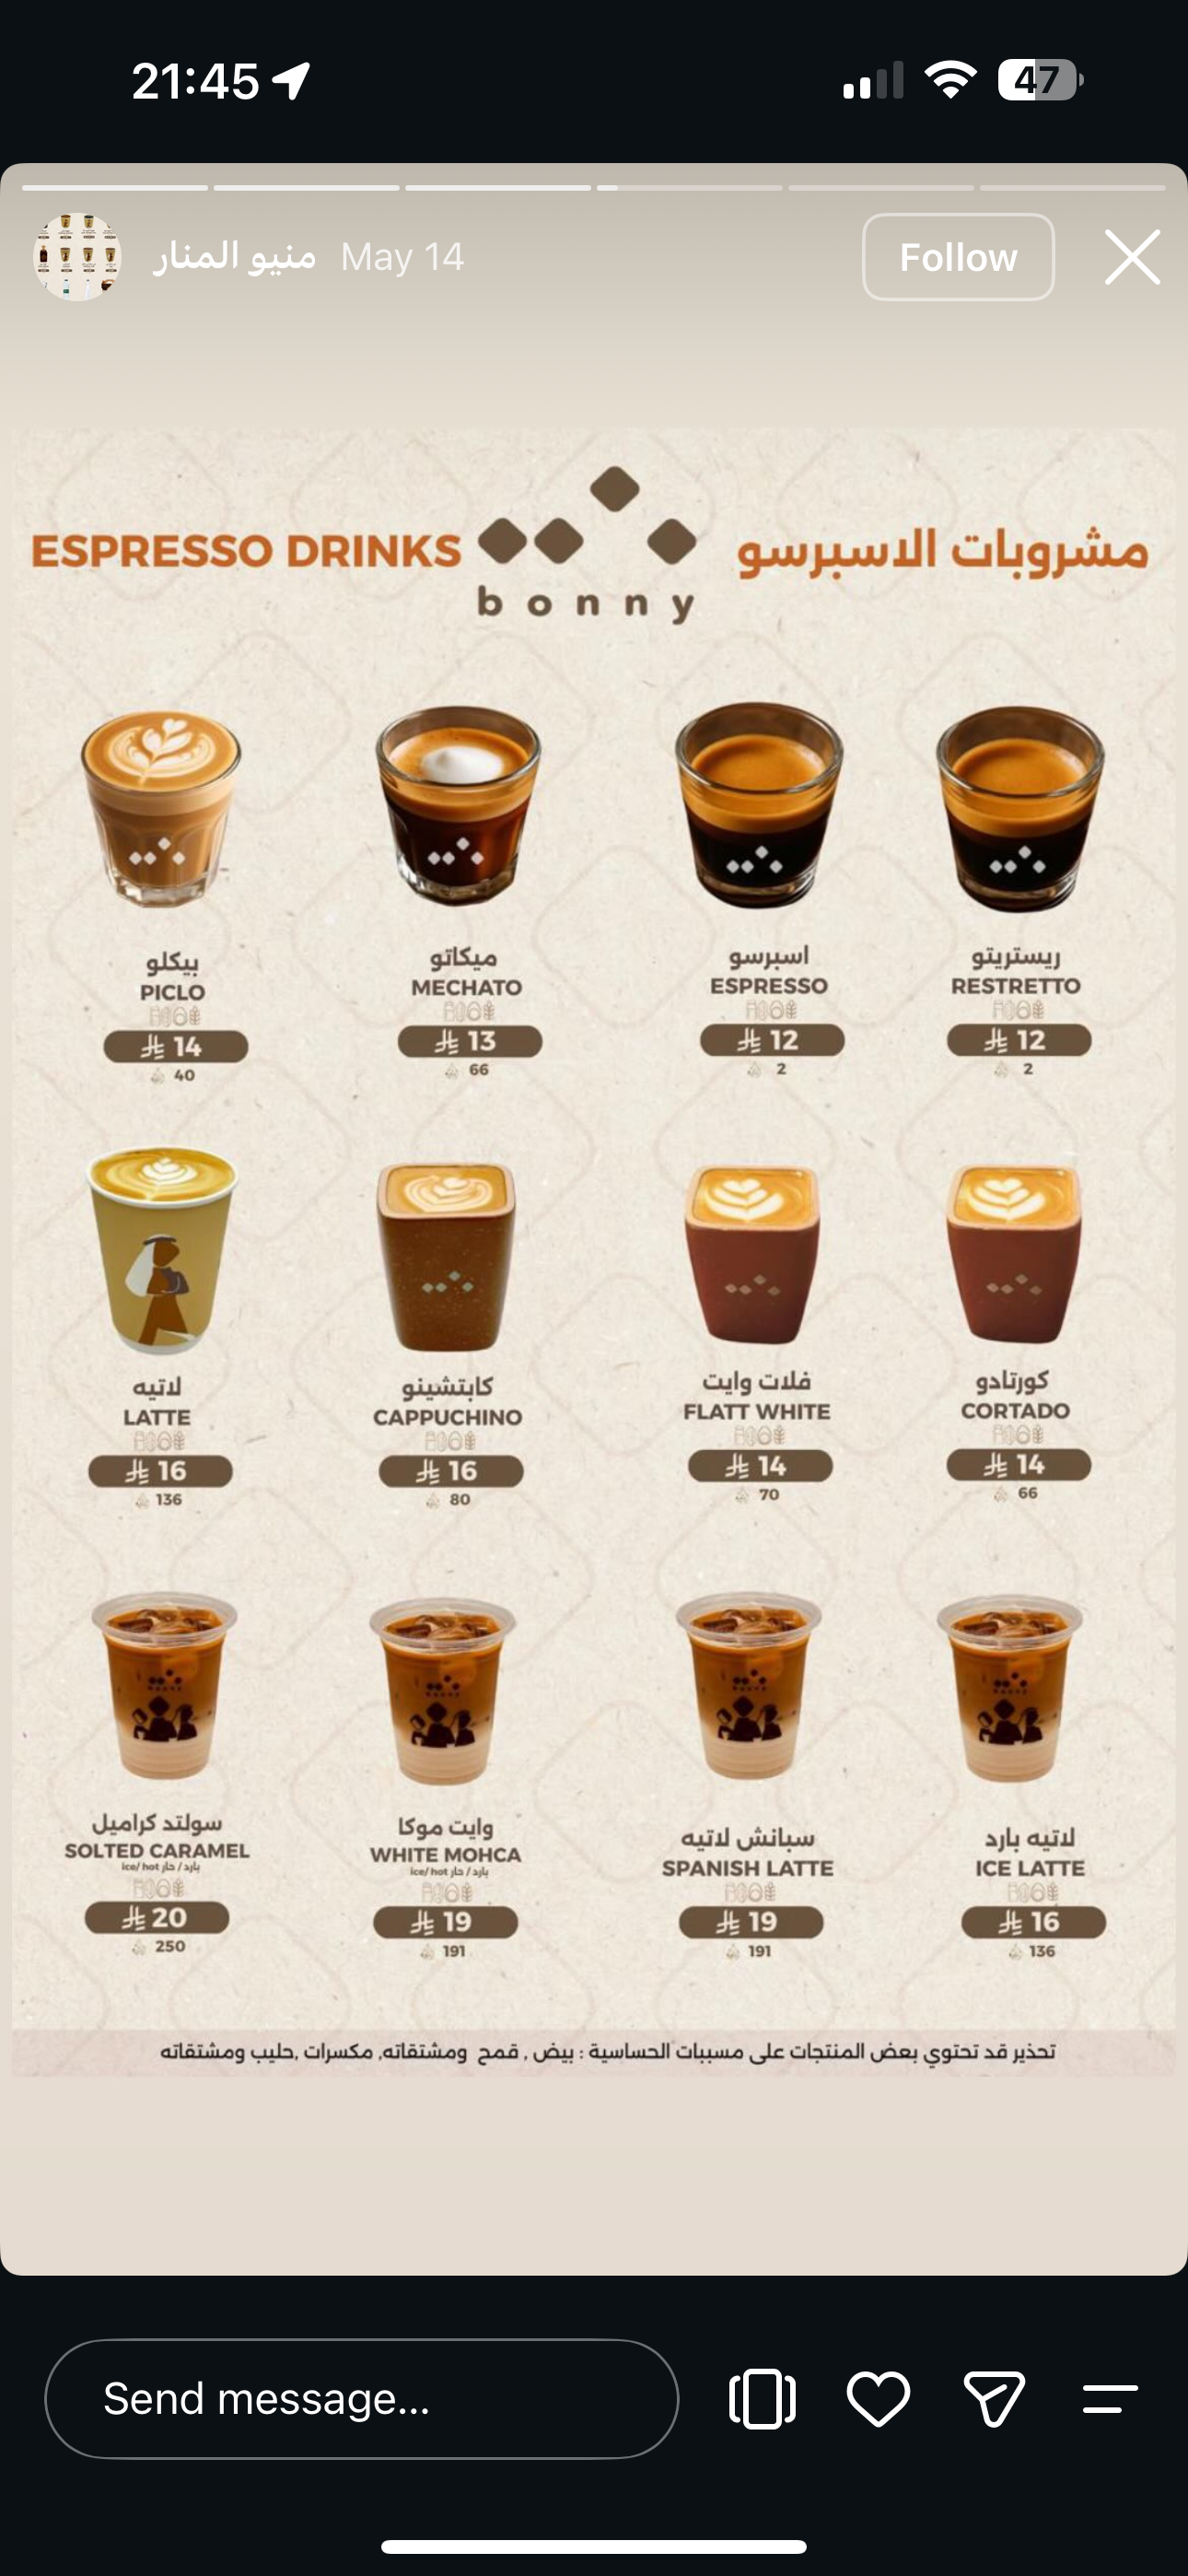 21:45
47
منيو المنار May 14
Follow
ESPRESSO DRINKS
bonny
مشروبات الاسبرسو
بيكلو
PICLO
14
40
ميكاتو
MECHATO
13
66
اسبرسو
ESPRESSO
12
2
ريستريتو
RESTRETTO
12
2
لاتيه
LATTE
16
136
كابتشينو
CAPPUCHINO
16
80
فلات وايت
FLATT WHITE
14
70
كورتادو
CORTADO
14
66
سولتد كراميل
SOLTED CARAMEL
ice/ hot بارد / حار
20
250
وايت موكا
WHITE MOHCA
ice/ hot بارد / حار
19
191
سبانش لاتيه
SPANISH LATTE
19
191
لاتيه بارد
ICE LATTE
16
136
تحذير قد تحتوي بعض المنتجات على مسببات الحساسية : بيض , قمح ومشتقاته, مكسرات ,حليب ومشتقاته
Send message...